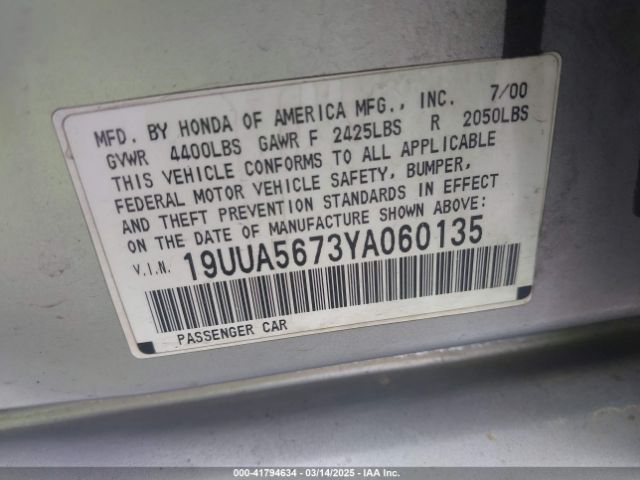 MFD. BY HONDA OF AMERICA MFG., INC. 7/00
GVWR 4400LBS GAWR F 2425LBS R 2050LBS
THIS VEHICLE CONFORMS TO ALL APPLICABLE
FEDERAL MOTOR VEHICLE SAFETY, BUMPER,
AND THEFT PREVENTION STANDARDS IN EFFECT
ON THE DATE OF MANUFACTURE SHOWN ABOVE:
V.I.N. 19UUA5673YA060135
PASSENGER CAR
000-41794634 / 03/14/2025 / IAA Holdings, LLC.